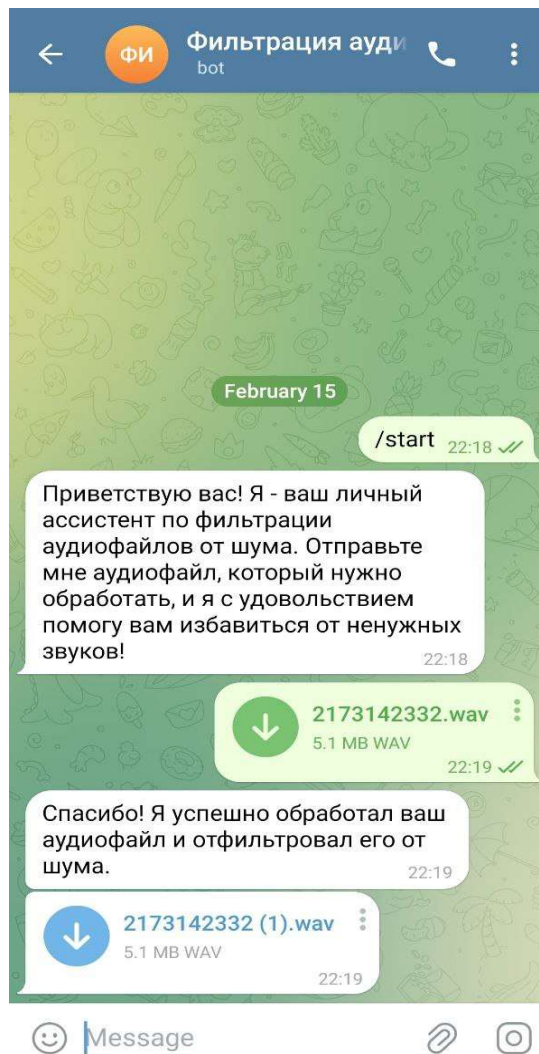 ФИ
Фильтрация ауди
bot
February 15
/start 22:18
Приветствую вас! Я - ваш личный
ассистент по фильтрации
аудиофайлов от шума. Отправьте
мне аудиофайл, который нужно
обработать, и я с удовольствием
помогу вам избавиться от ненужных
звуков!
22:18
2173142332.wav
5.1 MB WAV
22:19
Спасибо! Я успешно обработал ваш
аудиофайл и отфильтровал его от
шума.
22:19
2173142332 (1).wav
5.1 MB WAV
22:19
Message